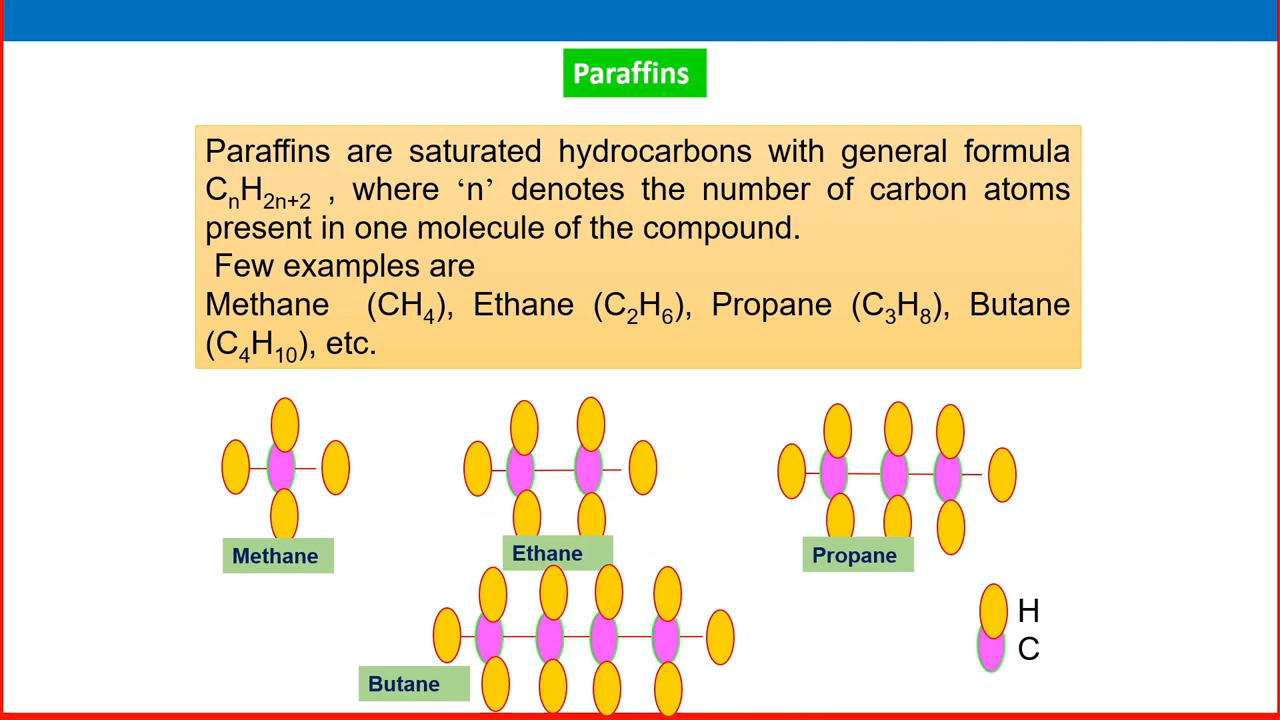 Paraffins
Paraffins are saturated hydrocarbons with general formula
CₙH₂ₙ₊₂ , where ‘n’ denotes the number of carbon atoms
present in one molecule of the compound.
Few examples are
Methane (CH₄), Ethane (C₂H₆), Propane (C₃H₈), Butane
(C₄H₁₀), etc.
Methane
Ethane
Propane
H
C
Butane